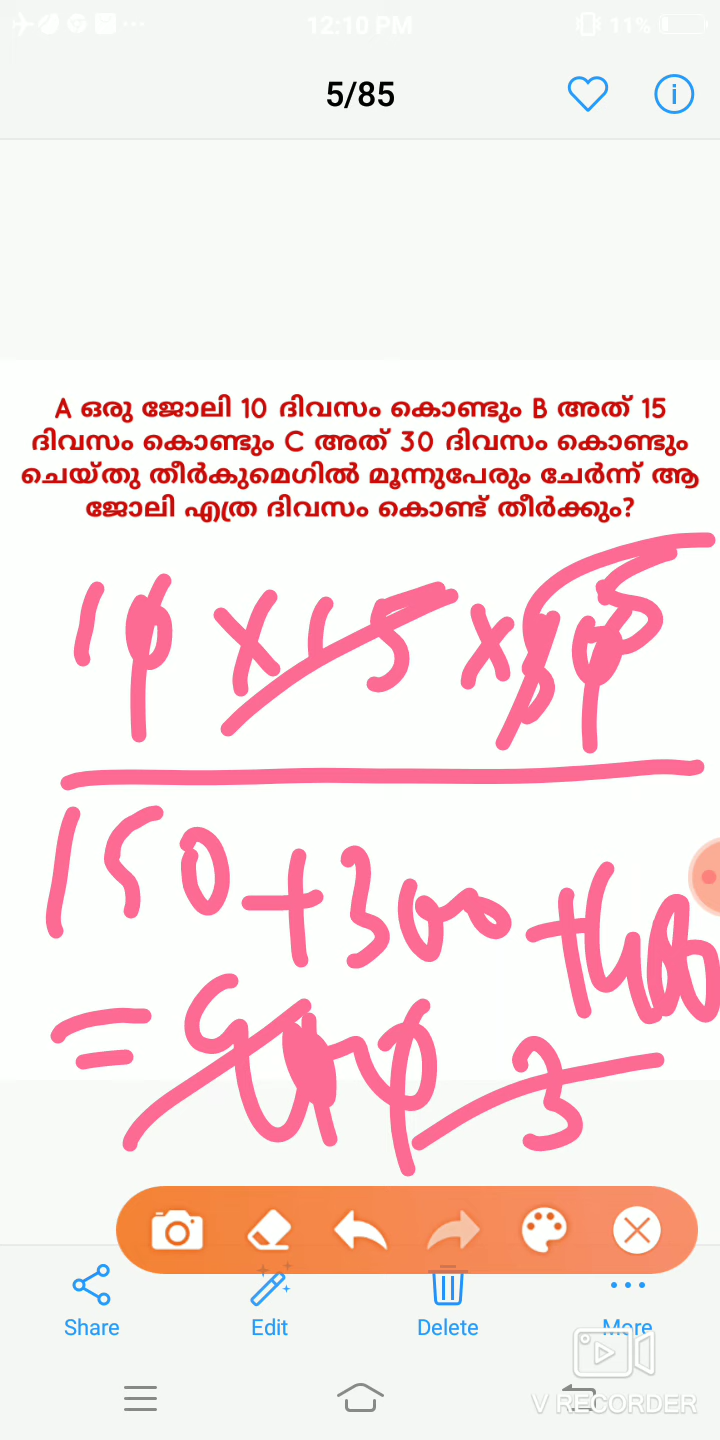 12:10 PM
11%
5/85
A ഒരു ജോലി 10 ദിവസം കൊണ്ടും B അത് 15
ദിവസം കൊണ്ടും C അത് 30 ദിവസം കൊണ്ടും
ചെയ്തു തീർകുമെഗിൽ മൂന്നുപേരും ചേർന്ന് ആ
ജോലി എത്ര ദിവസം കൊണ്ട് തീർക്കും?
10 × 15 × 30 5
150 + 300 +
= 3
Share Edit Delete More
V RECORDER